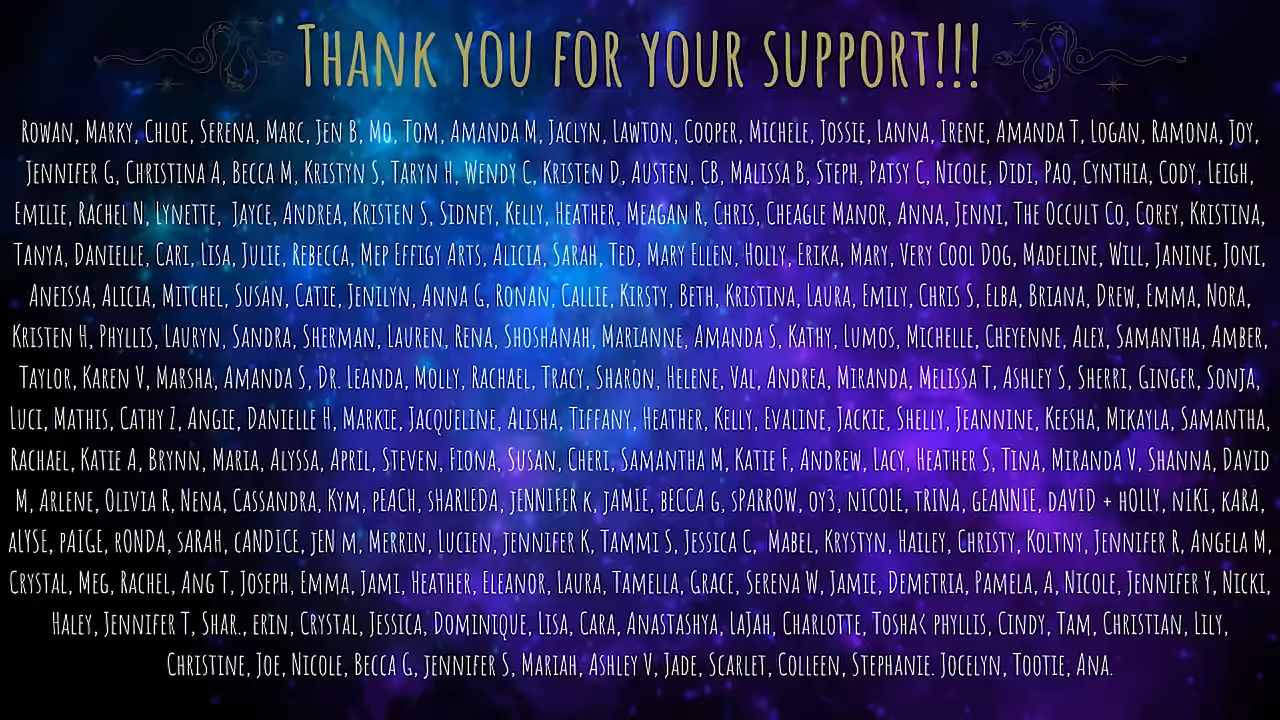 Thank you for your support!!!
Rowan, Marky, Chloe, Serena, Marc, Jen B, Mo, Tom, Amanda M, Jaclyn, Lawton, Cooper, Michele, Jossie, Lanna, Irene, Amanda T, Logan, Ramona, Joy,
Jennifer G, Christina A, Becca M, Kristyn S, Taryn H, Wendy C, Kristen D, Austen, CB, Malissa B, Steph, Patsy C, Nicole, Didi, Pao, Cynthia, Cody, Leigh,
Emilie, Rachel N, Lynette, Jayce, Andrea, Kristen S, Sidney, Kelly, Heather, Meagan R, Chris, Cheagle Manor, Anna, Jenni, The Occult Co, Corey, Kristina,
Tanya, Danielle, Cari, Lisa, Julie, Rebecca, Mep Effigy Arts, Alicia, Sarah, Ted, Mary Ellen, Holly, Erika, Mary, Very Cool Dog, Madeline, Will, Janine, Joni,
Aneissa, Alicia, Mitchel, Susan, Catie, Jenilyn, Anna G, Ronan, Callie, Kirsty, Beth, Kristina, Laura, Emily, Chris S, Elba, Briana, Drew, Emma, Nora,
Kristen H, Phyllis, Lauryn, Sandra, Sherman, Lauren, Rena, Shoshanah, Marianne, Amanda S, Kathy, Lumos, Michelle, Cheyenne, Alex, Samantha, Amber,
Taylor, Karen V, Marsha, Amanda S, Dr. Leanda, Molly, Rachael, Tracy, Sharon, Helene, Val, Andrea, Miranda, Melissa T, Ashley S, Sherri, Ginger, Sonja,
Luci, Mathis, Cathy Z, Angie, Danielle H, Markie, Jacqueline, Alisha, Tiffany, Heather, Kelly, Evaline, Jackie, Shelly, Jeannine, Keesha, Mikayla, Samantha,
Rachael, Katie A, Brynn, Maria, Alyssa, April, Steven, Fiona, Susan, Cheri, Samantha M, Katie F, Andrew, Lacy, Heather S, Tina, Miranda V, Shanna, David
M, Arlene, Olivia R, Nena, Cassandra, Kym, pEACH, sHARLEDA, jENNIFER k, jAMIE, BECCA g, sPARROW, oy3, nICOLE, tRINA, gEANNIE, dAVID + hOLLY, nIKI, kARA,
aLYSE, pAIGE, rONDA, sARAH, cANDICE, jEN m, Merrin, Lucien, jennifer K, Tammi S, Jessica C, Mabel, Krystyn, Hailey, Christy, Koltny, Jennifer R, Angela M,
Crystal, Meg, Rachel, Ang T, Joseph, Emma, Jami, Heather, Eleanor, Laura, Tamella, Grace, Serena W, Jamie, Demetria, Pamela, A, Nicole, Jennifer Y, Nicki,
Haley, Jennifer T, Shar., erin, Crystal, Jessica, Dominique, Lisa, Cara, Anastashya, LaJah, Charlotte, Tosha< phyllis, Cindy, Tam, Christian, Lily,
Christine, Joe, Nicole, Becca G, jennifer S, Mariah, Ashley V, Jade, Scarlet, Colleen, Stephanie. Jocelyn, Tootie, Ana.